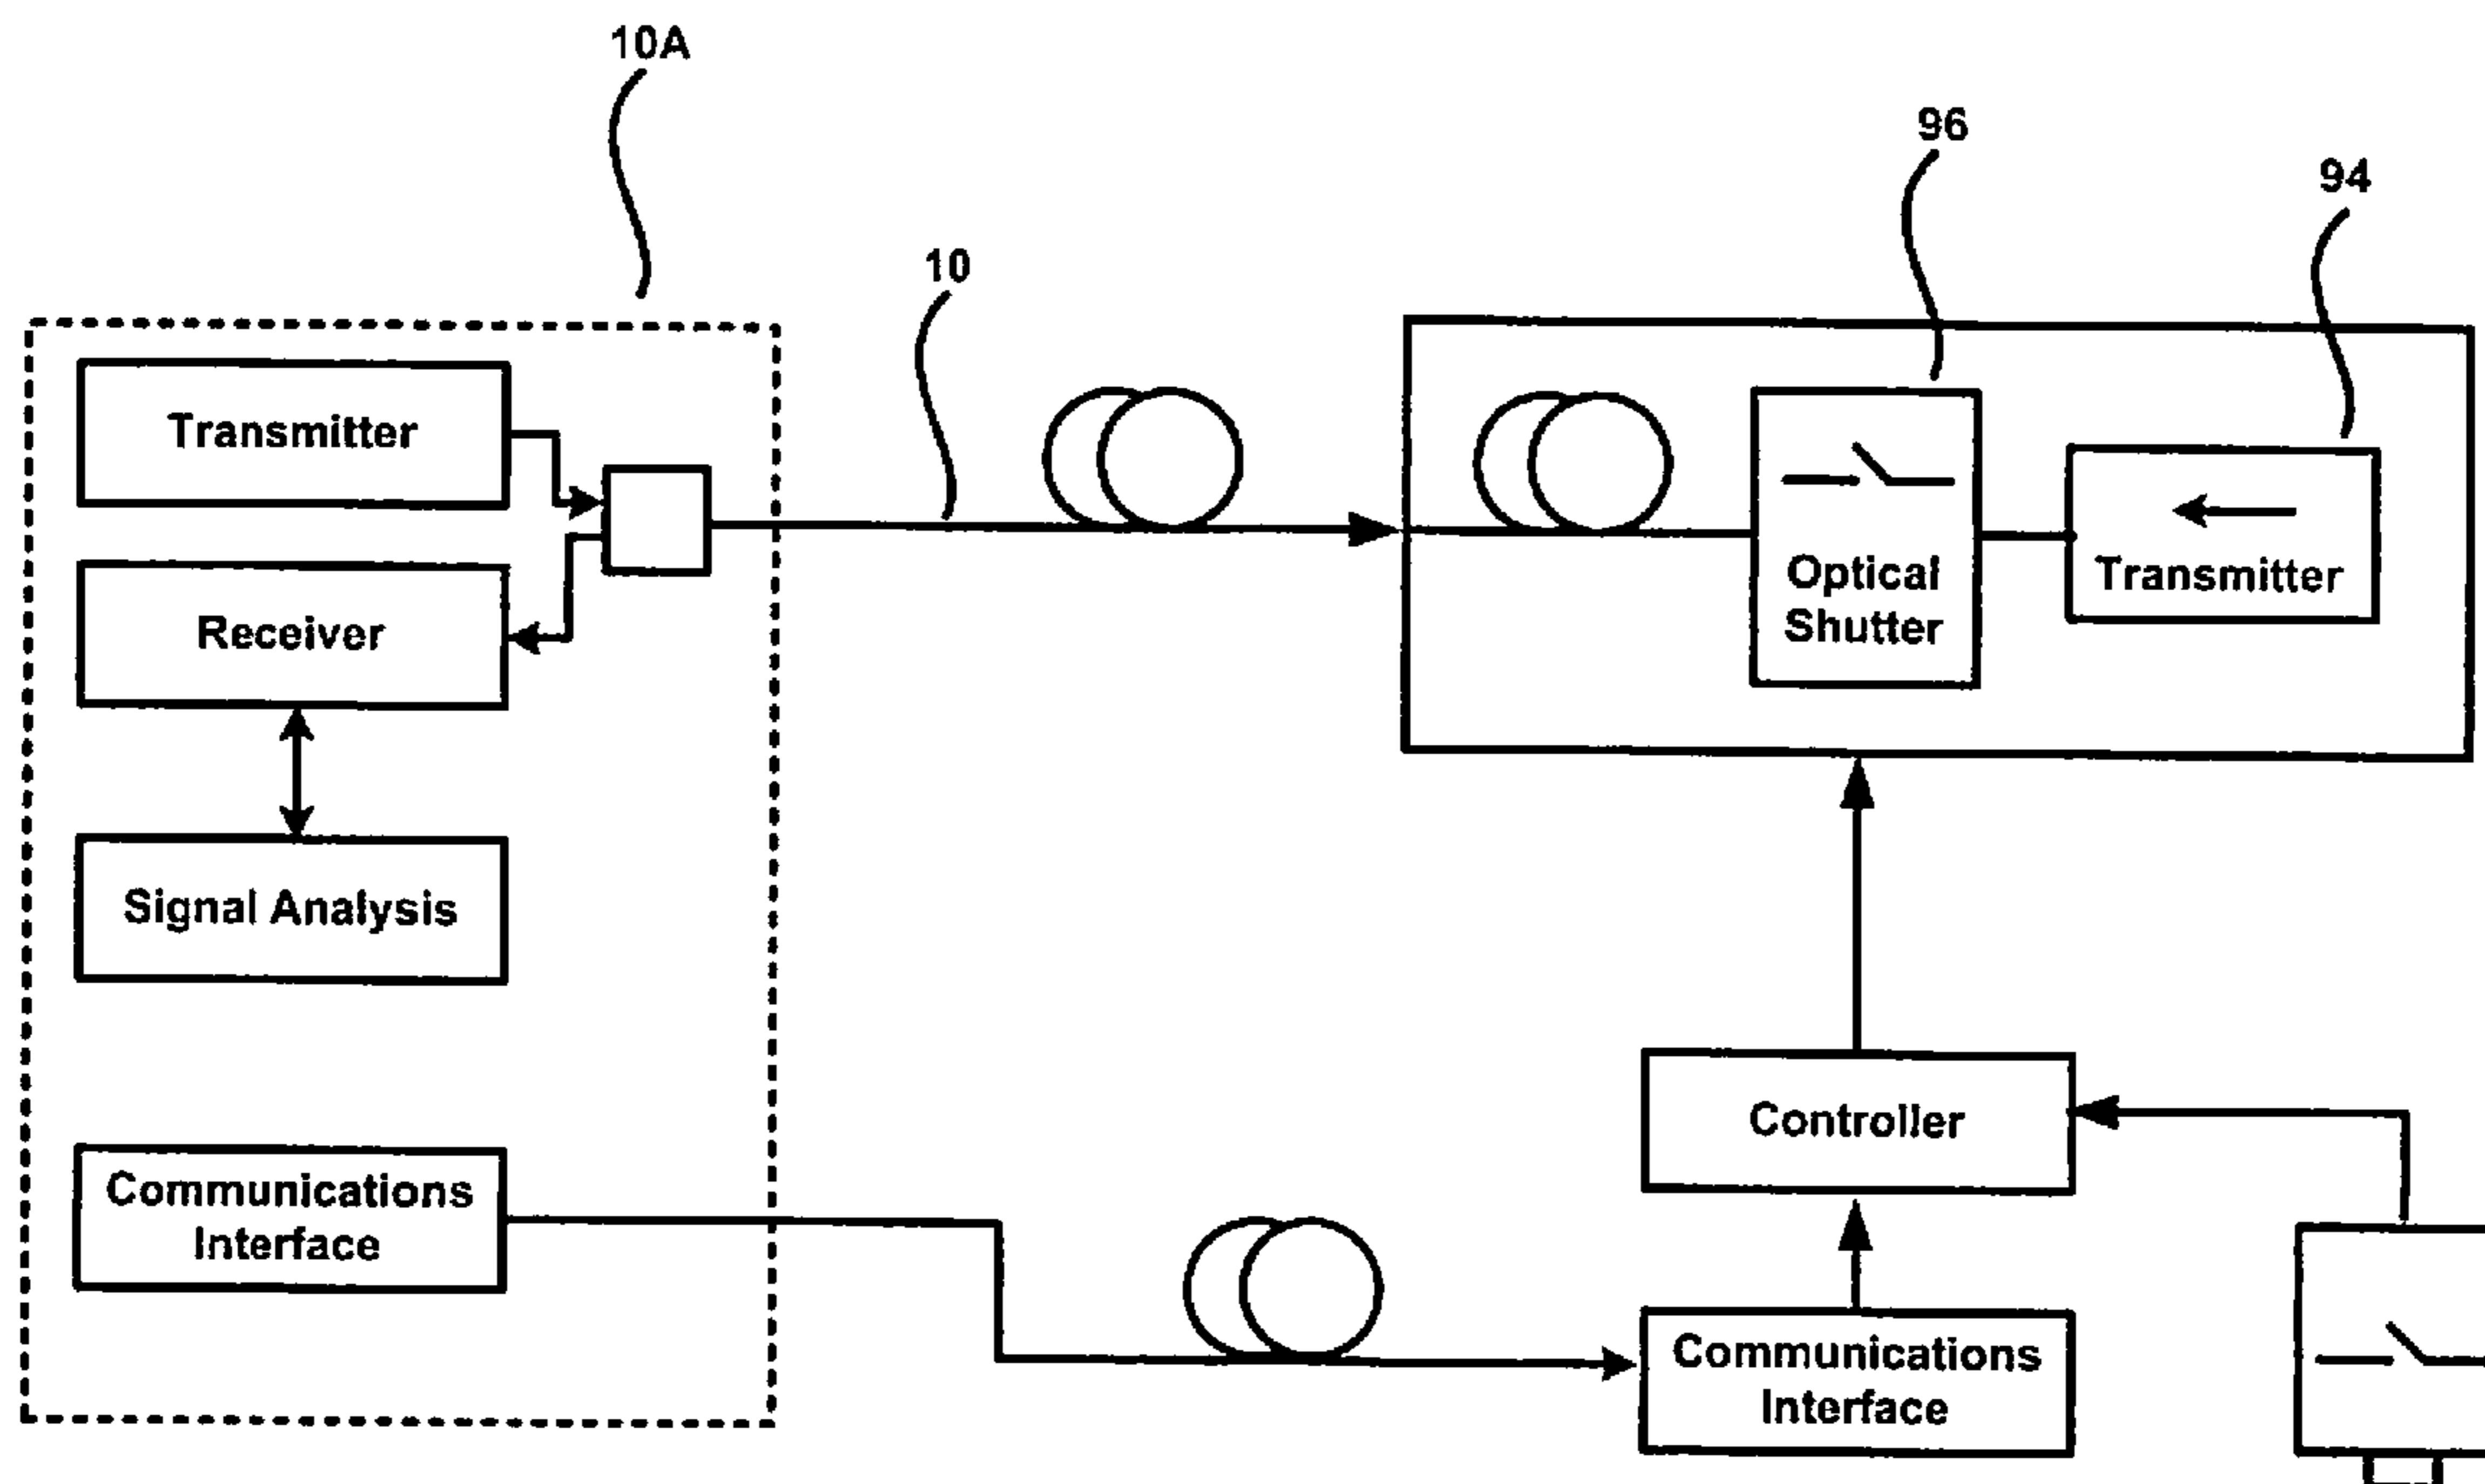 10A
96
94
10
Transmitter
Receiver
Signal Analysis
Communications
Interface
Optical
Shutter
Transmitter
Controller
Communications
Interface